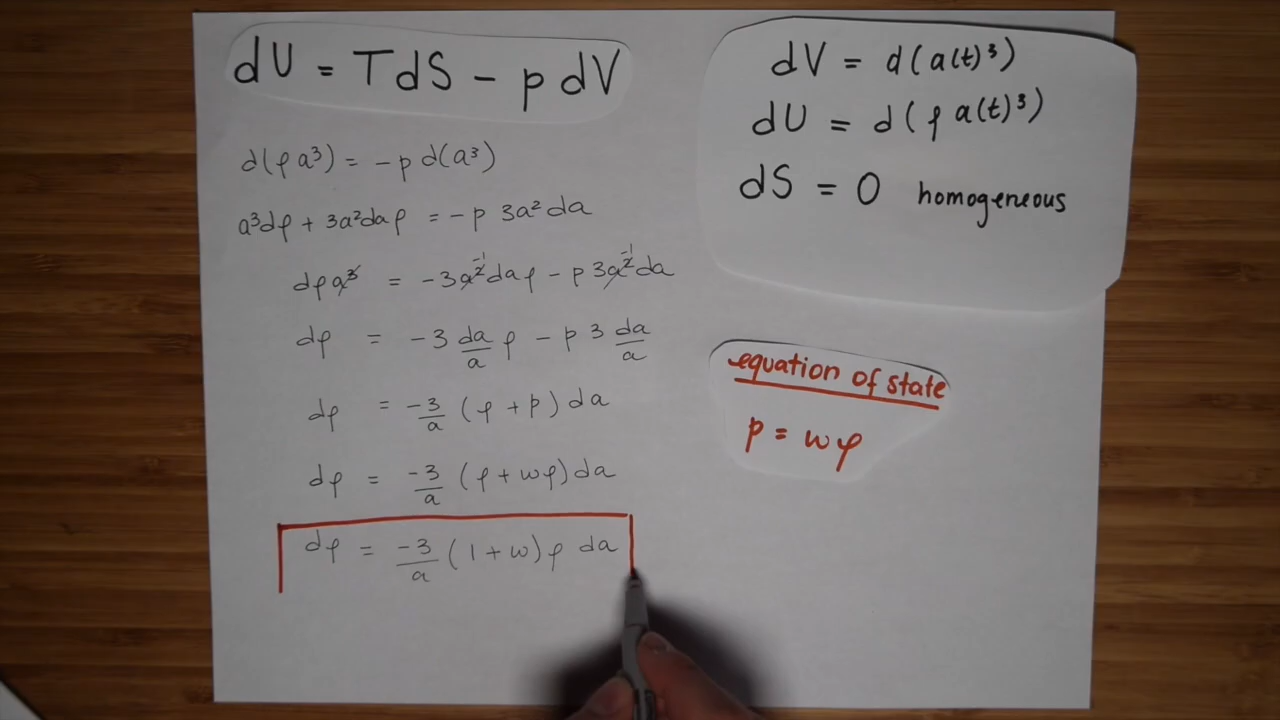 dU = TdS - p dV
d(ρa³) = -p d(a³)
a³dρ + 3a²da ρ = -p 3a² da
dρ a³ = -3a²⁻¹da ρ - p 3a²⁻¹da
dρ = -3 da/a ρ - p 3 da/a
dρ = -3/a (ρ + p) da
dρ = -3/a (ρ + wρ) da
dρ = -3/a (1 + w) ρ da
dV = d(a(t)³)
dU = d(ρ a(t)³)
dS = 0 homogeneous
equation of state
p = wρ